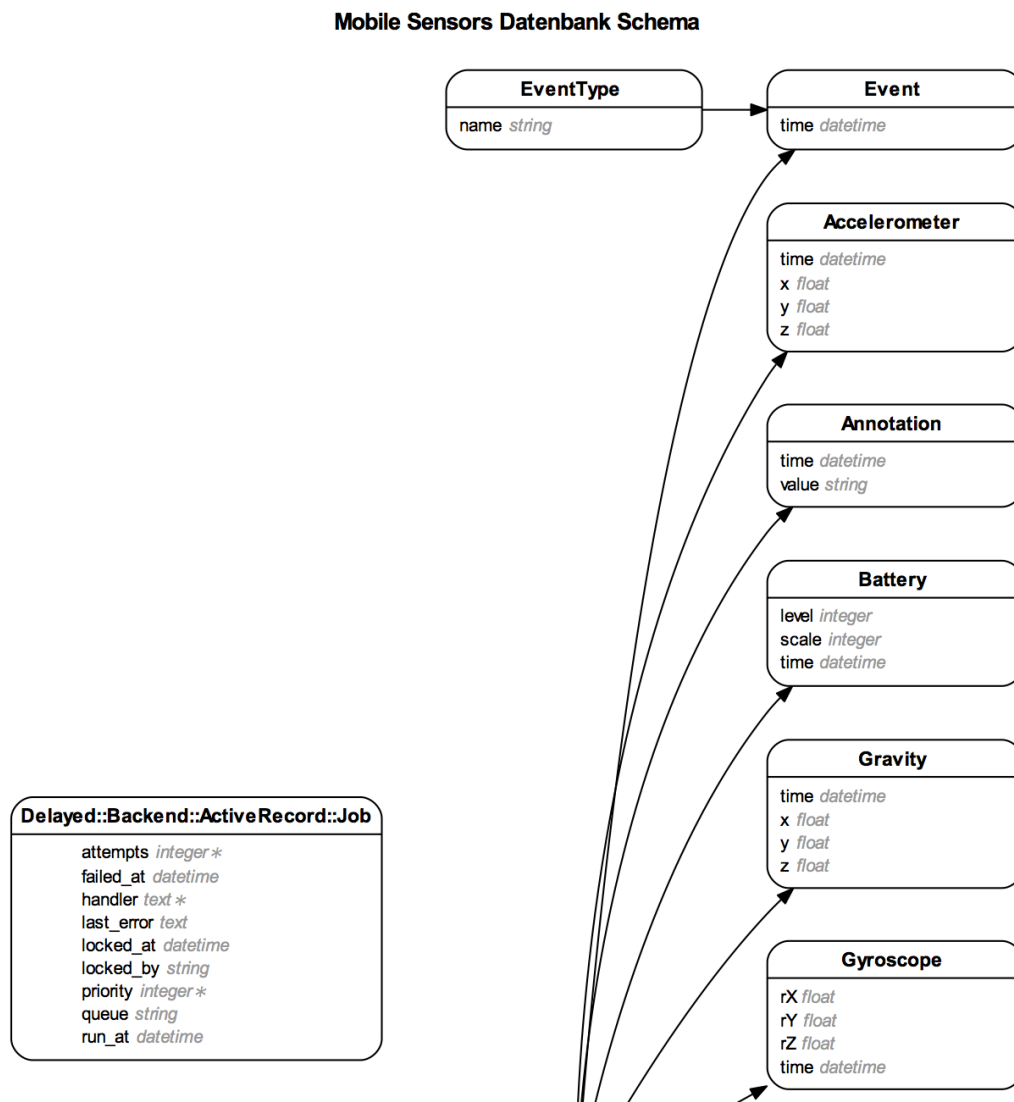 Mobile Sensors Datenbank Schema
EventType
name string
Event
time datetime
Accelerometer
time datetime
x float
y float
z float
Annotation
time datetime
value string
Battery
level integer
scale integer
time datetime
Gravity
time datetime
x float
y float
z float
Delayed::Backend::ActiveRecord::Job
attempts integer∗
failed_at datetime
handler text ∗
last_error text
locked_at datetime
locked_by string
priority integer∗
queue string
run_at datetime
Gyroscope
rX float
rY float
rZ float
time datetime